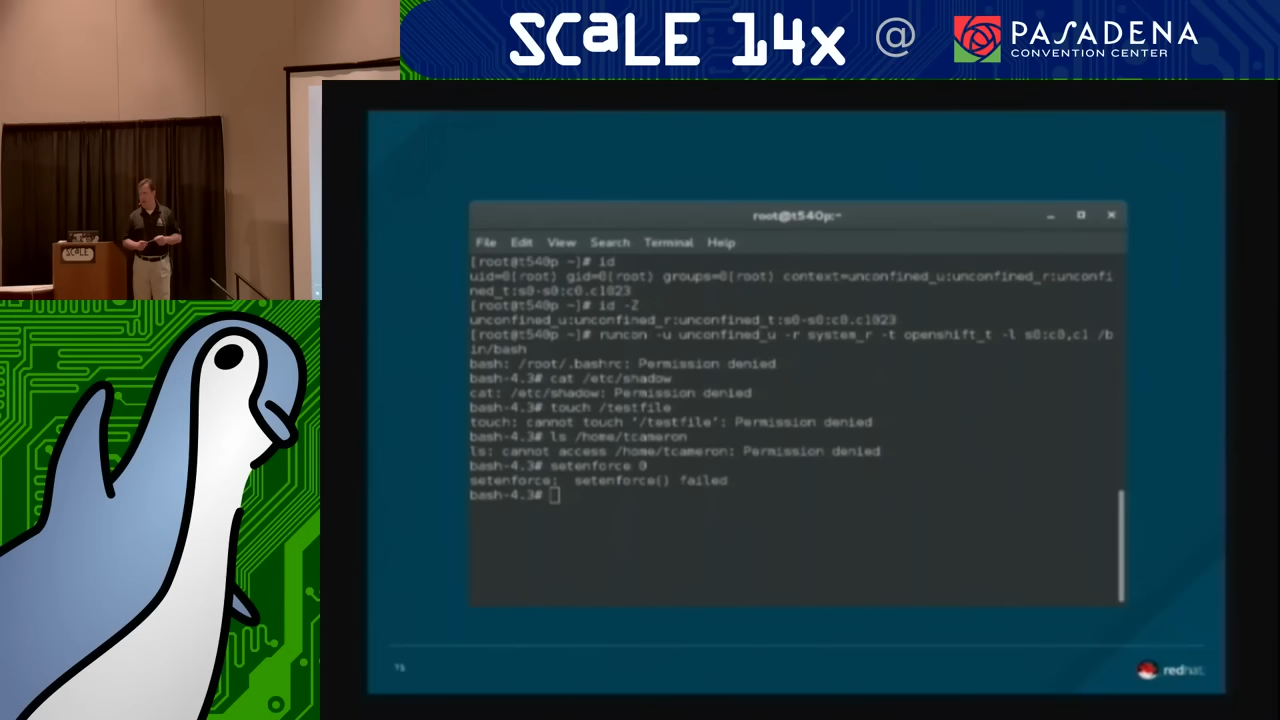 SCaLE 14x @ PASADENA
CONVENTION CENTER
SCALE
root@t540p:~
File Edit View Search Terminal Help
[root@t540p ~]# id
uid=0(root) gid=0(root) groups=0(root) context=unconfined_u:unconfined_r:unconfi
ned_t:s0-s0:c0.c1023
[root@t540p ~]# id -Z
unconfined_u:unconfined_r:unconfined_t:s0-s0:c0.c1023
[root@t540p ~]# runcon -u unconfined_u -r system_r -t openshift_t -l s0:c0,c1 /b
in/bash
bash: /root/.bashrc: Permission denied
bash-4.3# cat /etc/shadow
cat: /etc/shadow: Permission denied
bash-4.3# touch /testfile
touch: cannot touch '/testfile': Permission denied
bash-4.3# ls /home/tcameron
ls: cannot access /home/tcameron: Permission denied
bash-4.3# setenforce 0
setenforce: setenforce() failed
bash-4.3#
redhat